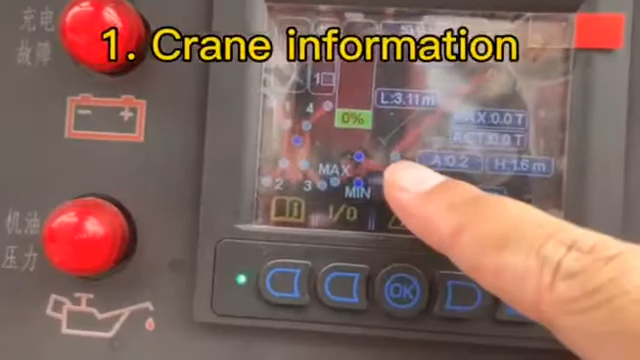 1. Crane information
充电
故障
1
L:3.11m
4
0%
MAX:0.0 T
ACT:0.0 T
A:0.2
H:1.6 m
MAX
2
3
MIN
I/O
机油
压力
OK